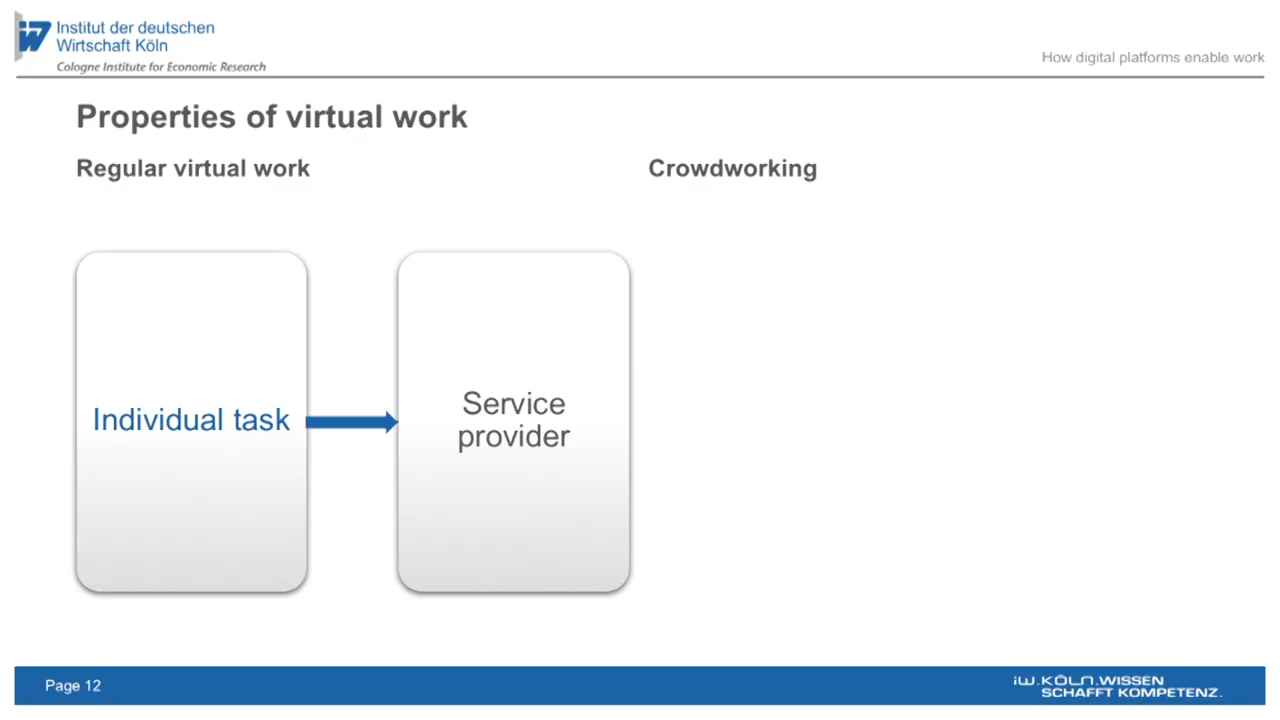 Institut der deutschen
Wirtschaft Köln
Cologne Institute for Economic Research
How digital platforms enable work
Properties of virtual work
Regular virtual work
Crowdworking
Individual task
Service
provider
Page 12
iW.KÖLN.WISSEN
SCHAFFT KOMPETENZ.